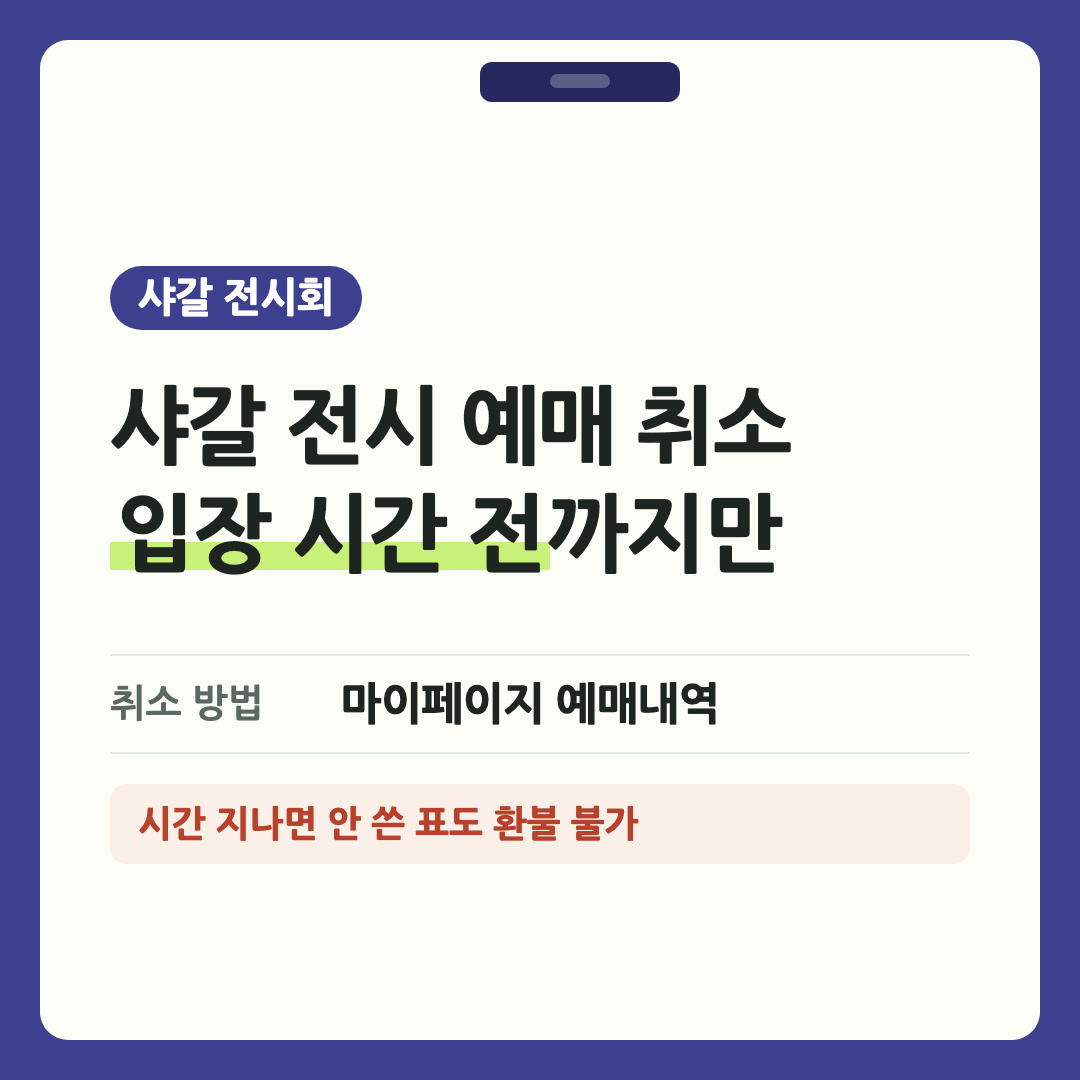 샤갈 전시회
샤갈 전시 예매 취소
입장 시간 전까지만
취소 방법 마이페이지 예매내역
시간 지나면 안 쓴 표도 환불 불가